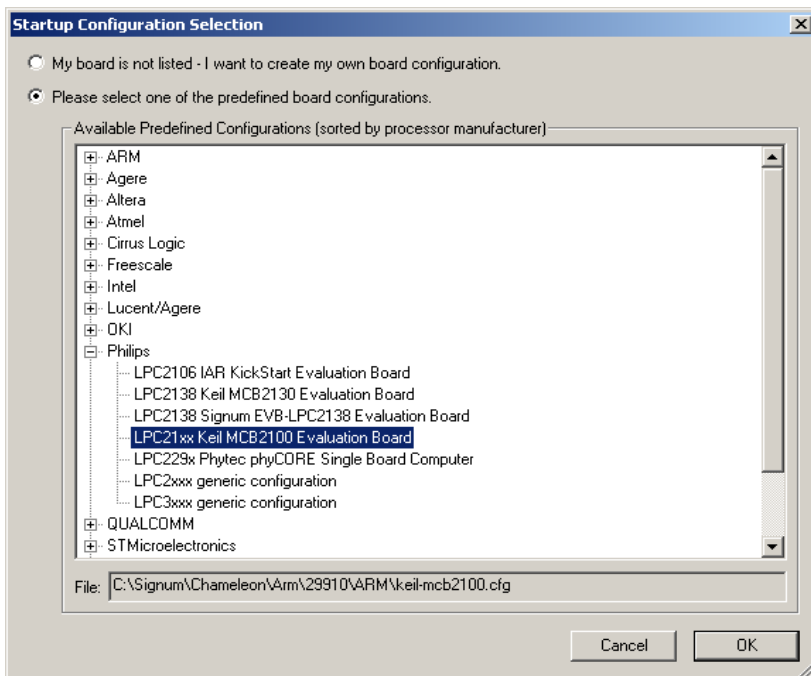 Startup Configuration Selection
My board is not listed - I want to create my own board configuration.
Please select one of the predefined board configurations.
Available Predefined Configurations (sorted by processor manufacturer)
ARM
Agere
Altera
Atmel
Cirrus Logic
Freescale
Intel
Lucent/Agere
OKI
Philips
LPC2106 IAR KickStart Evaluation Board
LPC2138 Keil MCB2130 Evaluation Board
LPC2138 Signum EVB-LPC2138 Evaluation Board
LPC21xx Keil MCB2100 Evaluation Board
LPC229x Phytec phyCORE Single Board Computer
LPC2xxx generic configuration
LPC3xxx generic configuration
QUALCOMM
STMicroelectronics
File: C:\Signum\Chameleon\Arm\29910\ARM\keil-mcb2100.cfg
Cancel OK